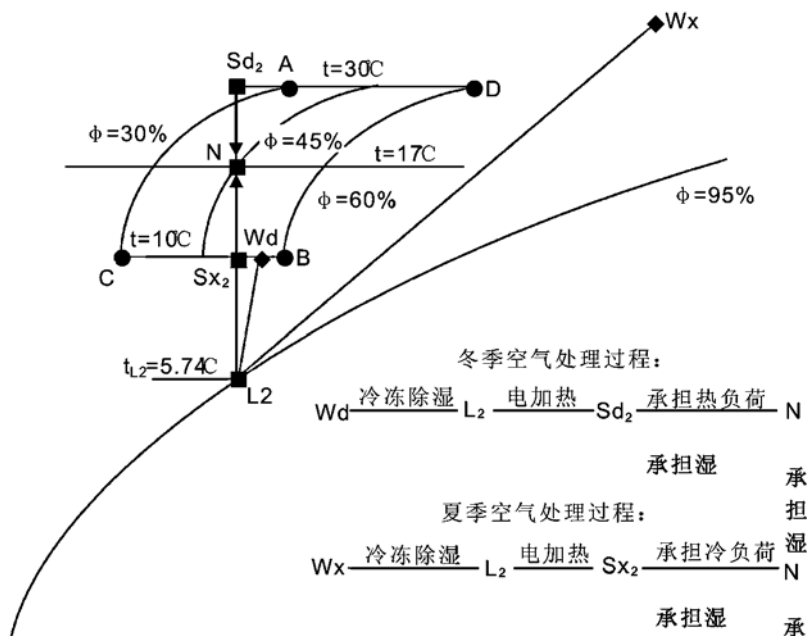 Wx
Sd₂ A t=30℃
D
φ=30%
φ=45%
N t=17℃
φ=60%
φ=95%
t=10℃ Wd
C Sx₂ B
tL2=5.74℃
L2
冬季空气处理过程：
Wd 冷冻除湿 L₂ 电加热 Sd₂ 承担热负荷 N
承担湿
承担湿
夏季空气处理过程：
Wx 冷冻除湿 L₂ 电加热 Sx₂ 承担冷负荷 N
承担湿
承